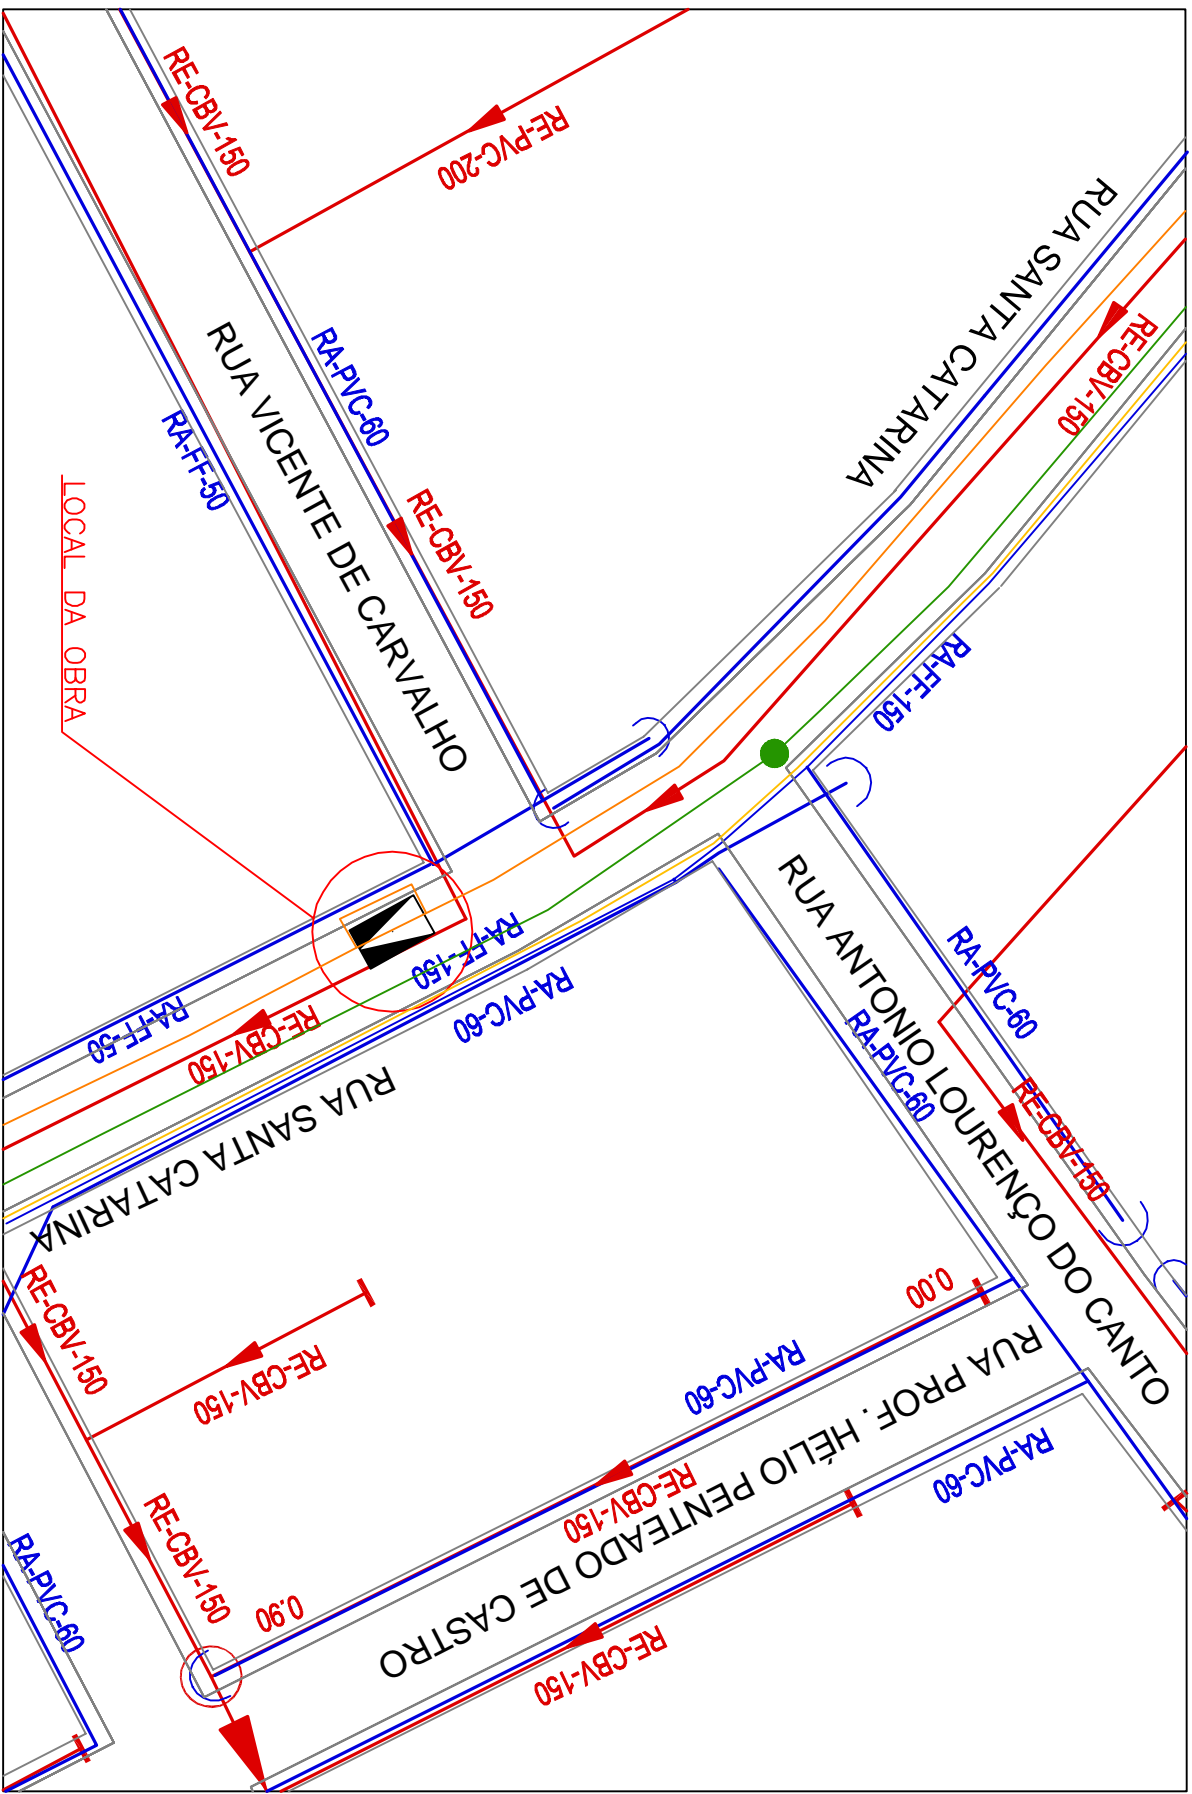 RE-CBV-150
RE-PVC-200
RUA SANTA CATARINA
RE-CBV-150
RUA VICENTE DE CARVALHO
RA-PVC-60
RA-FF-50
RE-CBV-150
LOCAL DA OBRA
RA-FF-150
RUA ANTONIO LOURENÇO DO CANTO
RA-FF-150
RA-PVC-60
RA-PVC-60
RA-FF-50
RE-CBV-150
RA-PVC-60
RUA SANTA CATARINA
RE-CBV-150
RE-CBV-150
RE-CBV-150
0.00
RA-PVC-60
RUA PROF. HÉLIO PENTEADO DE CASTRO
RE-CBV-150
RA-PVC-60
RE-CBV-150
0.90
RA-PVC-60
RE-CBV-150